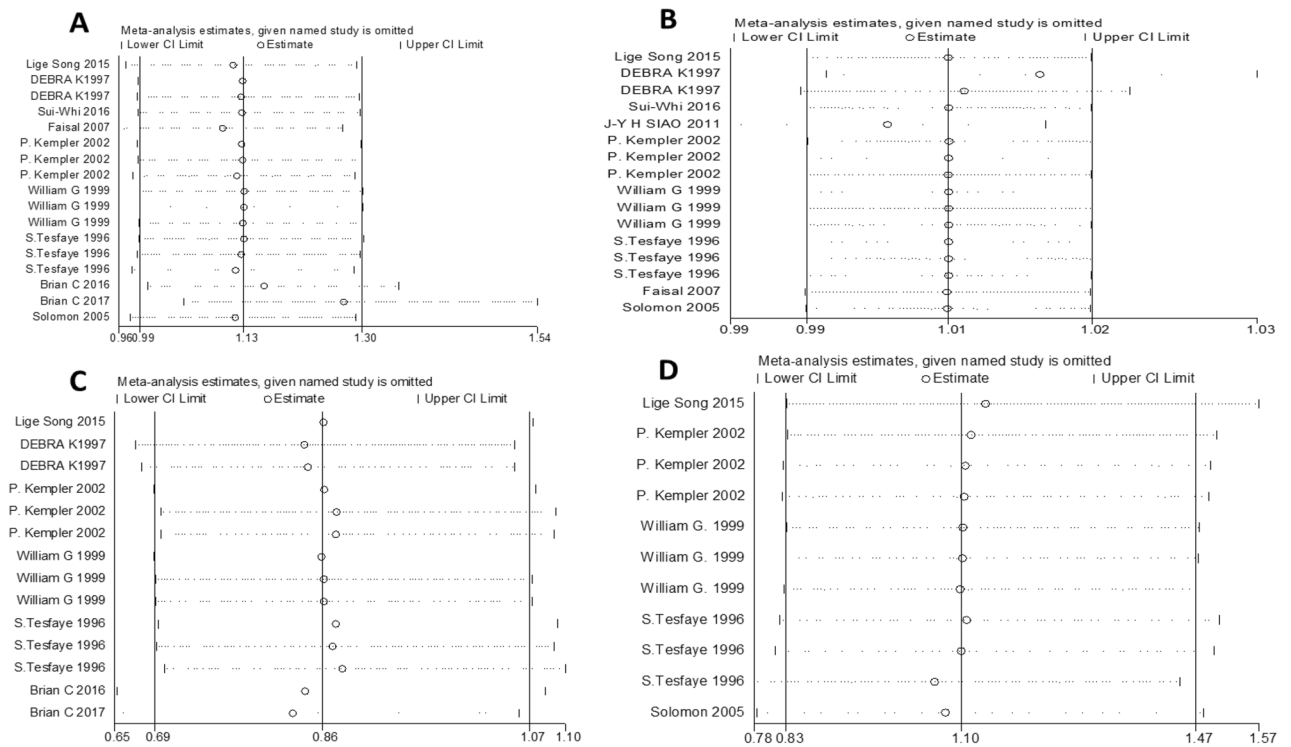 A
Meta-analysis estimates, given named study is omitted
Lower CI Limit Estimate Upper CI Limit
Lige Song 2015
DEBRA K1997
DEBRA K1997
Sui-Whi 2016
Faisal 2007
P. Kempler 2002
P. Kempler 2002
P. Kempler 2002
William G 1999
William G 1999
William G 1999
S.Tesfaye 1996
S.Tesfaye 1996
S.Tesfaye 1996
Brian C 2016
Brian C 2017
Solomon 2005
0.96 0.99 1.13 1.30 1.54
B
Meta-analysis estimates, given named study is omitted
Lower CI Limit Estimate Upper CI Limit
Lige Song 2015
DEBRA K1997
DEBRA K1997
Sui-Whi 2016
J-Y H SIAO 2011
P. Kempler 2002
P. Kempler 2002
P. Kempler 2002
William G 1999
William G 1999
William G 1999
S.Tesfaye 1996
S.Tesfaye 1996
S.Tesfaye 1996
Faisal 2007
Solomon 2005
0.99 0.99 1.01 1.02 1.03
C
Meta-analysis estimates, given named study is omitted
Lower CI Limit Estimate Upper CI Limit
Lige Song 2015
DEBRA K1997
DEBRA K1997
P. Kempler 2002
P. Kempler 2002
P. Kempler 2002
William G 1999
William G 1999
William G 1999
S.Tesfaye 1996
S.Tesfaye 1996
S.Tesfaye 1996
Brian C 2016
Brian C 2017
0.65 0.69 0.86 1.07 1.10
D
Meta-analysis estimates, given named study is omitted
Lower CI Limit Estimate Upper CI Limit
Lige Song 2015
P. Kempler 2002
P. Kempler 2002
P. Kempler 2002
William G. 1999
William G. 1999
William G. 1999
S.Tesfaye 1996
S.Tesfaye 1996
S.Tesfaye 1996
Solomon 2005
0.78 0.83 1.10 1.47 1.57